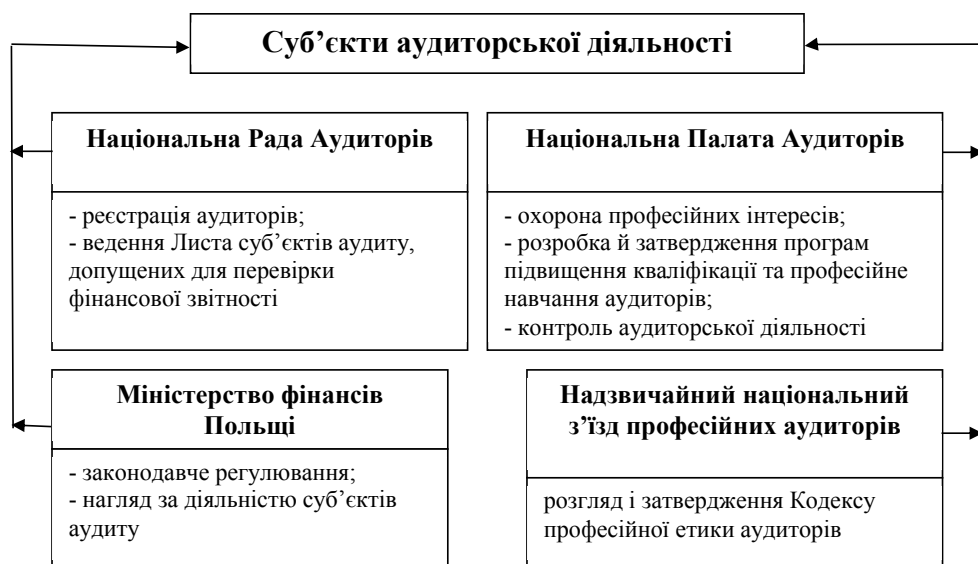 Суб’єкти аудиторської діяльності
Національна Рада Аудиторів
- реєстрація аудиторів;
- ведення Листа суб’єктів аудиту,
допущених для перевірки
фінансової звітності
Національна Палата Аудиторів
- охорона професійних інтересів;
- розробка й затвердження програм
підвищення кваліфікації та професійне
навчання аудиторів;
- контроль аудиторської діяльності
Міністерство фінансів
Польщі
- законодавче регулювання;
- нагляд за діяльністю суб’єктів
аудиту
Надзвичайний національний
з’їзд професійних аудиторів
розгляд і затвердження Кодексу
професійної етики аудиторів